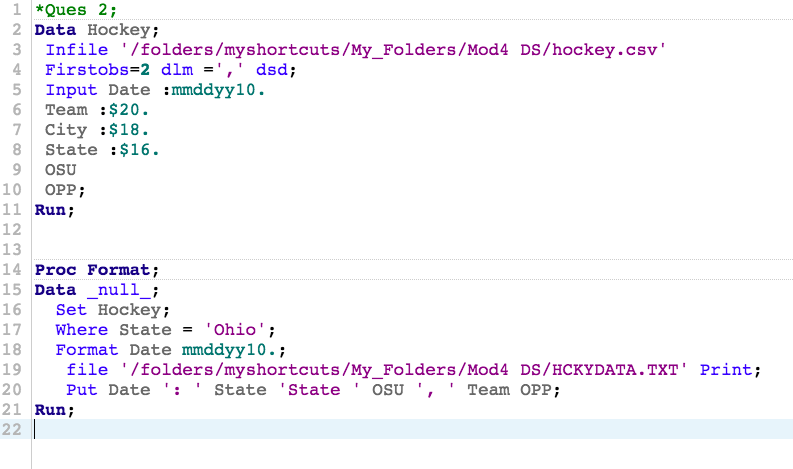 1 *Ques 2;
2 Data Hockey;
3 Infile '/folders/myshortcuts/My_Folders/Mod4 DS/hockey.csv'
4 Firstobs=2 dlm =',' dsd;
5 Input Date :mmddyy10.
6 Team :$20.
7 City :$18.
8 State :$16.
9 OSU
10 OPP;
11 Run;
12
13
14 Proc Format;
15 Data _null_;
16 Set Hockey;
17 Where State = 'Ohio';
18 Format Date mmddyy10.;
19 file '/folders/myshortcuts/My_Folders/Mod4 DS/HCKYDATA.TXT' Print;
20 Put Date ': ' State 'State ' OSU ', ' Team OPP;
21 Run;
22